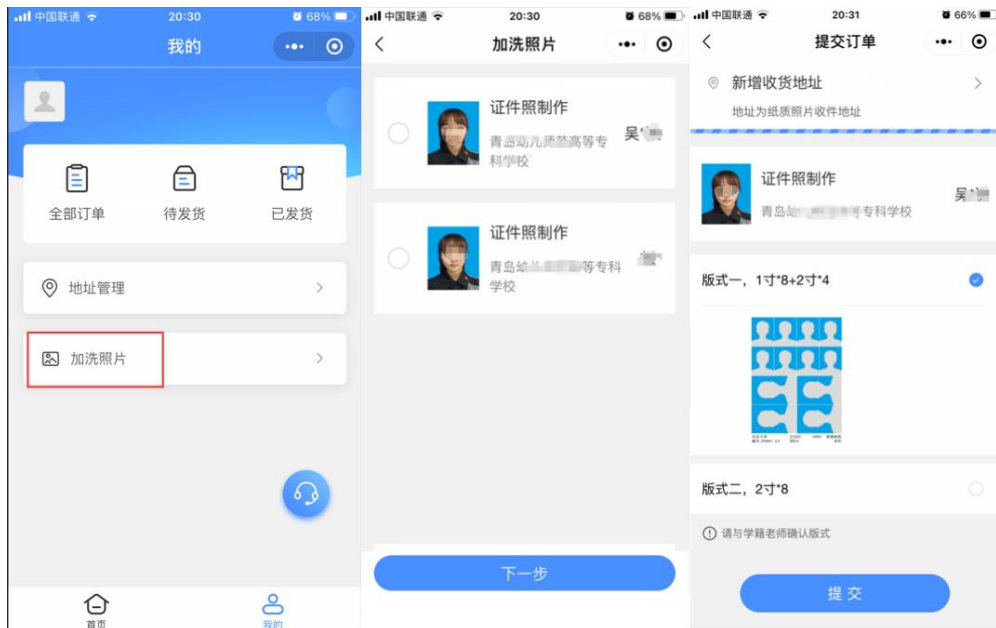 中国联通
20:30
68%
我的
全部订单
待发货
已发货
地址管理
加洗照片
首页
我的
中国联通
20:30
68%
加洗照片
证件照制作
青岛幼儿师范高等专
科学校
吴
证件照制作
青岛幼
等专科
学校
下一步
中国联通
20:31
66%
提交订单
新增收货地址
地址为纸质照片收件地址
证件照制作
青岛幼
专科学校
吴
版式一，1寸*8+2寸*4
版式二，2寸*8
请与学籍老师确认版式
提交